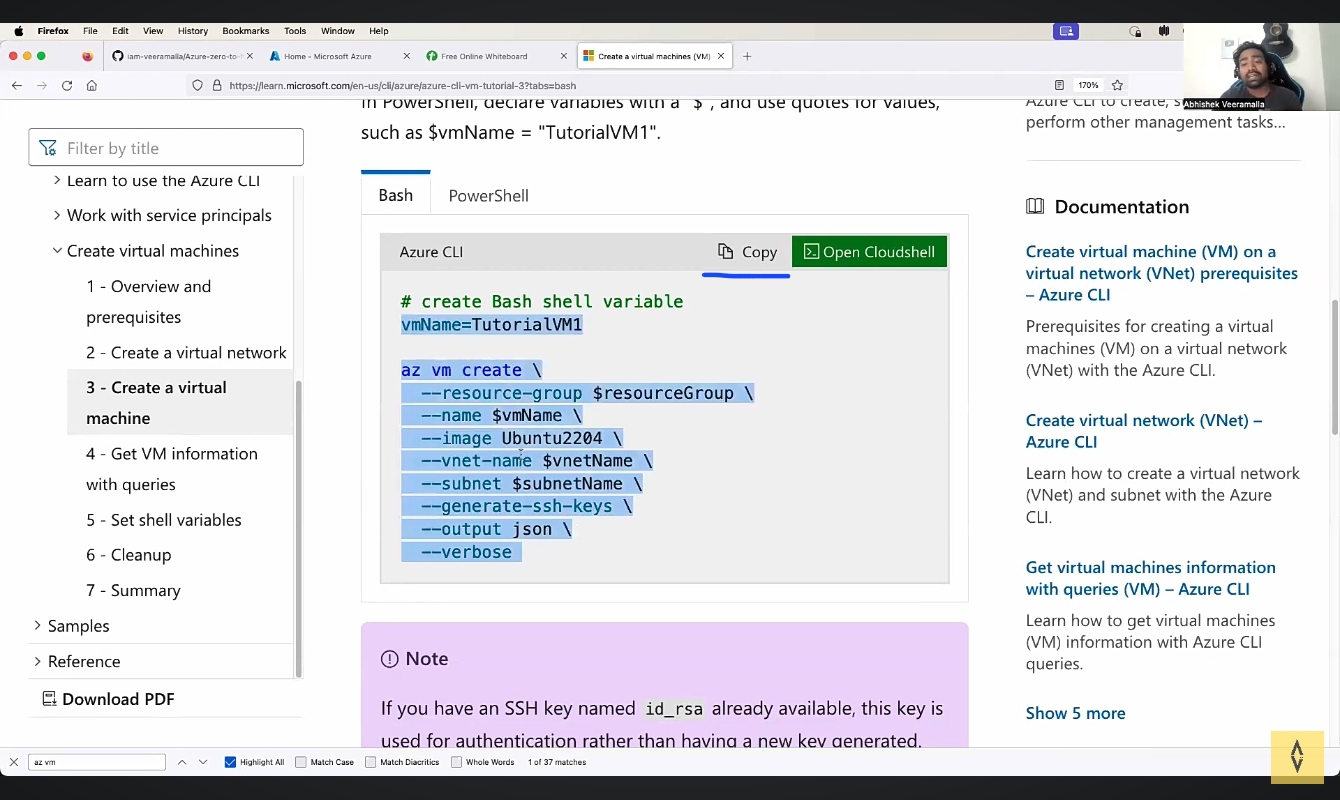 Firefox File Edit View History Bookmarks Tools Window Help
iam-veeramalla/Azure-zero-to-
Home - Microsoft Azure
Free Online Whiteboard
Create a virtual machines (VM)
https://learn.microsoft.com/en-us/cli/azure/azure-cli-vm-tutorial-3?tabs=bash
170%
Abhishek Veeramalla
Filter by title
Learn to use the Azure CLI
Work with service principals
Create virtual machines
1 - Overview and
prerequisites
2 - Create a virtual network
3 - Create a virtual
machine
4 - Get VM information
with queries
5 - Set shell variables
6 - Cleanup
7 - Summary
Samples
Reference
Download PDF
In PowerShell, declare variables with a "$", and use quotes for values,
such as $vmName = "TutorialVM1".
Bash PowerShell
Azure CLI Copy Open Cloudshell
# create Bash shell variable
vmName=TutorialVM1
az vm create \
--resource-group $resourceGroup \
--name $vmName \
--image Ubuntu2204 \
--vnet-name $vnetName \
--subnet $subnetName \
--generate-ssh-keys \
--output json \
--verbose
Note
If you have an SSH key named id_rsa already available, this key is
used for authentication rather than having a new key generated.
Azure CLI to create, s
perform other management tasks...
Documentation
Create virtual machine (VM) on a
virtual network (VNet) prerequisites
– Azure CLI
Prerequisites for creating a virtual
machines (VM) on a virtual network
(VNet) with the Azure CLI.
Create virtual network (VNet) –
Azure CLI
Learn how to create a virtual network
(VNet) and subnet with the Azure
CLI.
Get virtual machines information
with queries (VM) – Azure CLI
Learn how to get virtual machines
(VM) information with Azure CLI
queries.
Show 5 more
az vm
Highlight All Match Case Match Diacritics Whole Words 1 of 37 matches